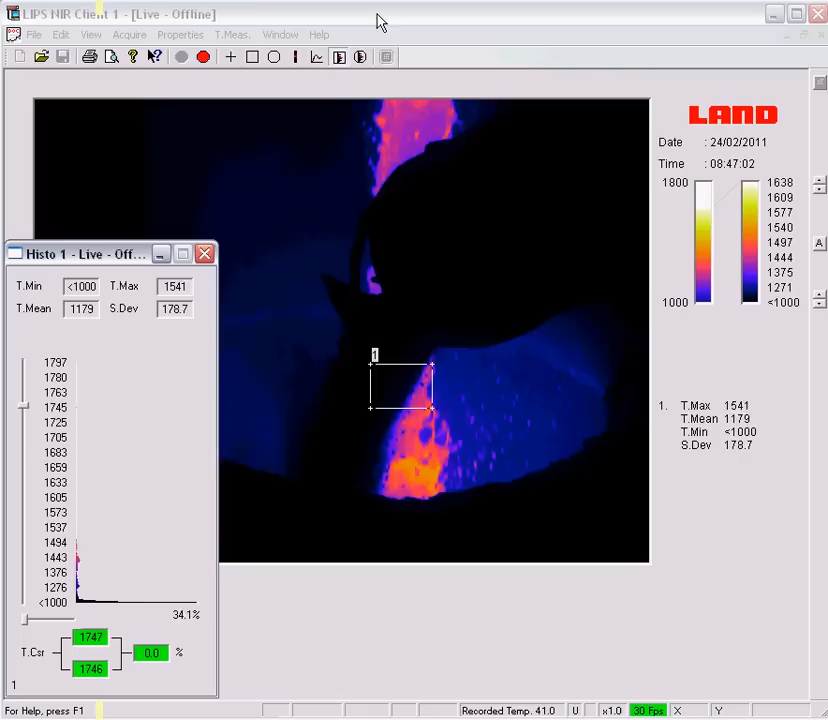 LIPS NIR Client 1 - [Live - Offline]
File Edit View Acquire Properties T.Meas. Window Help
LAND
Date : 24/02/2011
Time : 08:47:02
1800 1638
1609
1577
1540
1497
1444
1375
1271
1000 <1000
A
Histo 1 - Live - Off...
T.Min <1000 T.Max 1541
T.Mean 1179 S.Dev 178.7
1
1797
1780
1763
1745
1725
1705
1683
1659
1633
1605
1573
1537
1494
1443
1376
1276
<1000
34.1%
T.Csr 1747 0.0 %
1746
1
1. T.Max 1541
T.Mean 1179
T.Min <1000
S.Dev 178.7
For Help, press F1 Recorded Temp. 41.0 U x1.0 30 Fps X Y